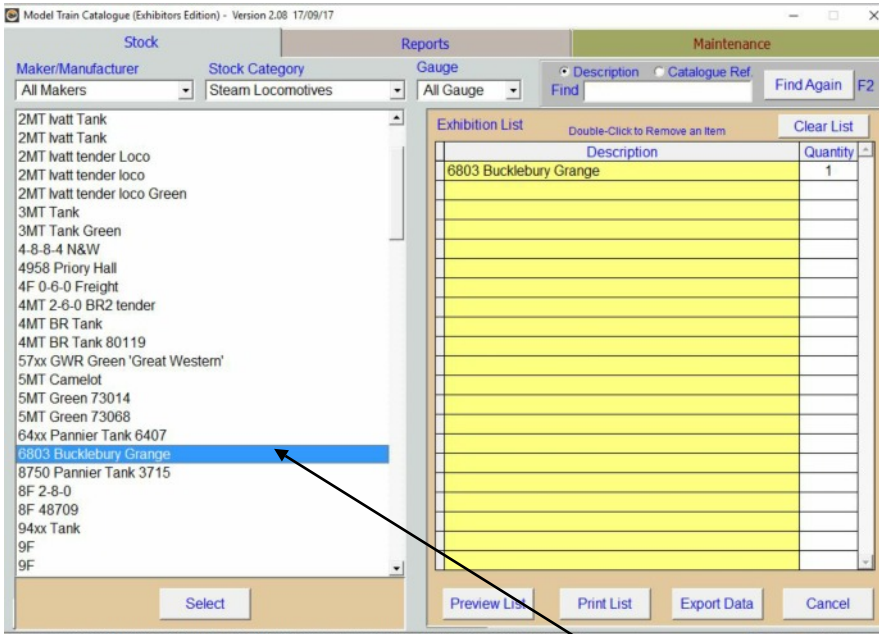 Model Train Catalogue (Exhibitors Edition) - Version 2.08 17/09/17
Stock
Reports
Maintenance
Maker/Manufacturer
Stock Category
Gauge
Description
Catalogue Ref.
All Makers
Steam Locomotives
All Gauge
Find
Find Again
F2
2MT Ivatt Tank
2MT Ivatt Tank
2MT Ivatt tender Loco
2MT Ivatt tender loco
2MT Ivatt tender loco Green
3MT Tank
3MT Tank Green
4-8-8-4 N&W
4958 Priory Hall
4F 0-6-0 Freight
4MT 2-6-0 BR2 tender
4MT BR Tank
4MT BR Tank 80119
57xx GWR Green 'Great Western'
5MT Camelot
5MT Green 73014
5MT Green 73068
64xx Pannier Tank 6407
6803 Bucklebury Grange
8750 Pannier Tank 3715
8F 2-8-0
8F 48709
94xx Tank
9F
9F
Select
Exhibition List
Double-Click to Remove an Item
Clear List
Description
Quantity
6803 Bucklebury Grange
1
Preview List
Print List
Export Data
Cancel